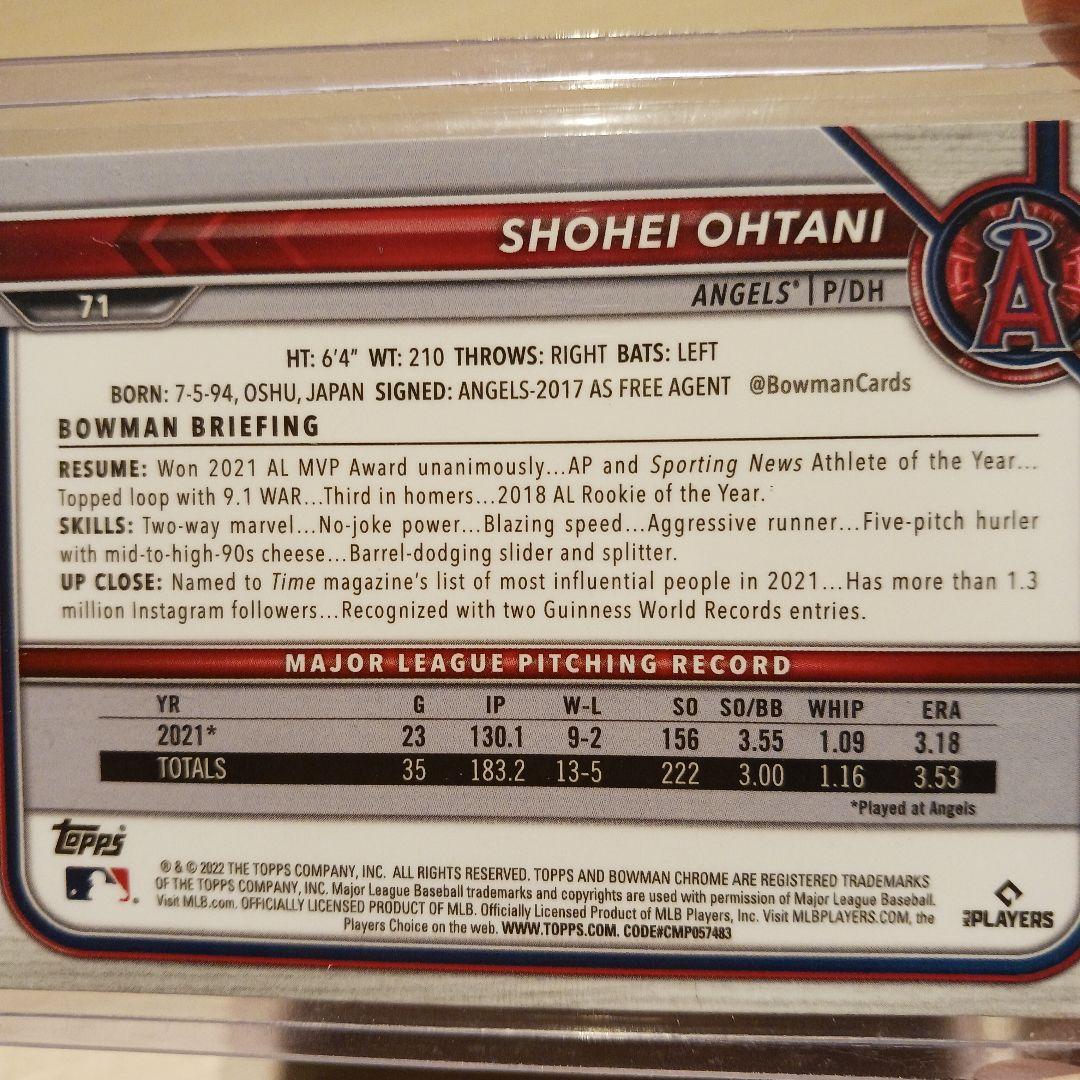 SHOHEI OHTANI
ANGELS® | P/DH
71
HT: 6'4" WT: 210 THROWS: RIGHT BATS: LEFT
BORN: 7-5-94, OSHU, JAPAN SIGNED: ANGELS-2017 AS FREE AGENT @BowmanCards
BOWMAN BRIEFING
RESUME: Won 2021 AL MVP Award unanimously...AP and Sporting News Athlete of the Year...
Topped loop with 9.1 WAR...Third in homers...2018 AL Rookie of the Year.
SKILLS: Two-way marvel...No-joke power...Blazing speed...Aggressive runner...Five-pitch hurler
with mid-to-high-90s cheese...Barrel-dodging slider and splitter.
UP CLOSE: Named to Time magazine's list of most influential people in 2021...Has more than 1.3
million Instagram followers...Recognized with two Guinness World Records entries.
MAJOR LEAGUE PITCHING RECORD
YR G IP W-L SO SO/BB WHIP ERA
2021* 23 130.1 9-2 156 3.55 1.09 3.18
TOTALS 35 183.2 13-5 222 3.00 1.16 3.53
*Played at Angels
Topps
® & © 2022 THE TOPPS COMPANY, INC. ALL RIGHTS RESERVED. TOPPS AND BOWMAN CHROME ARE REGISTERED TRADEMARKS
OF THE TOPPS COMPANY, INC. Major League Baseball trademarks and copyrights are used with permission of Major League Baseball.
Visit MLB.com. OFFICIALLY LICENSED PRODUCT OF MLB. Officially Licensed Product of MLB Players, Inc. Visit MLBPLAYERS.COM, the
Players Choice on the web. WWW.TOPPS.COM. CODE#CMP057483
PLAYERS
A